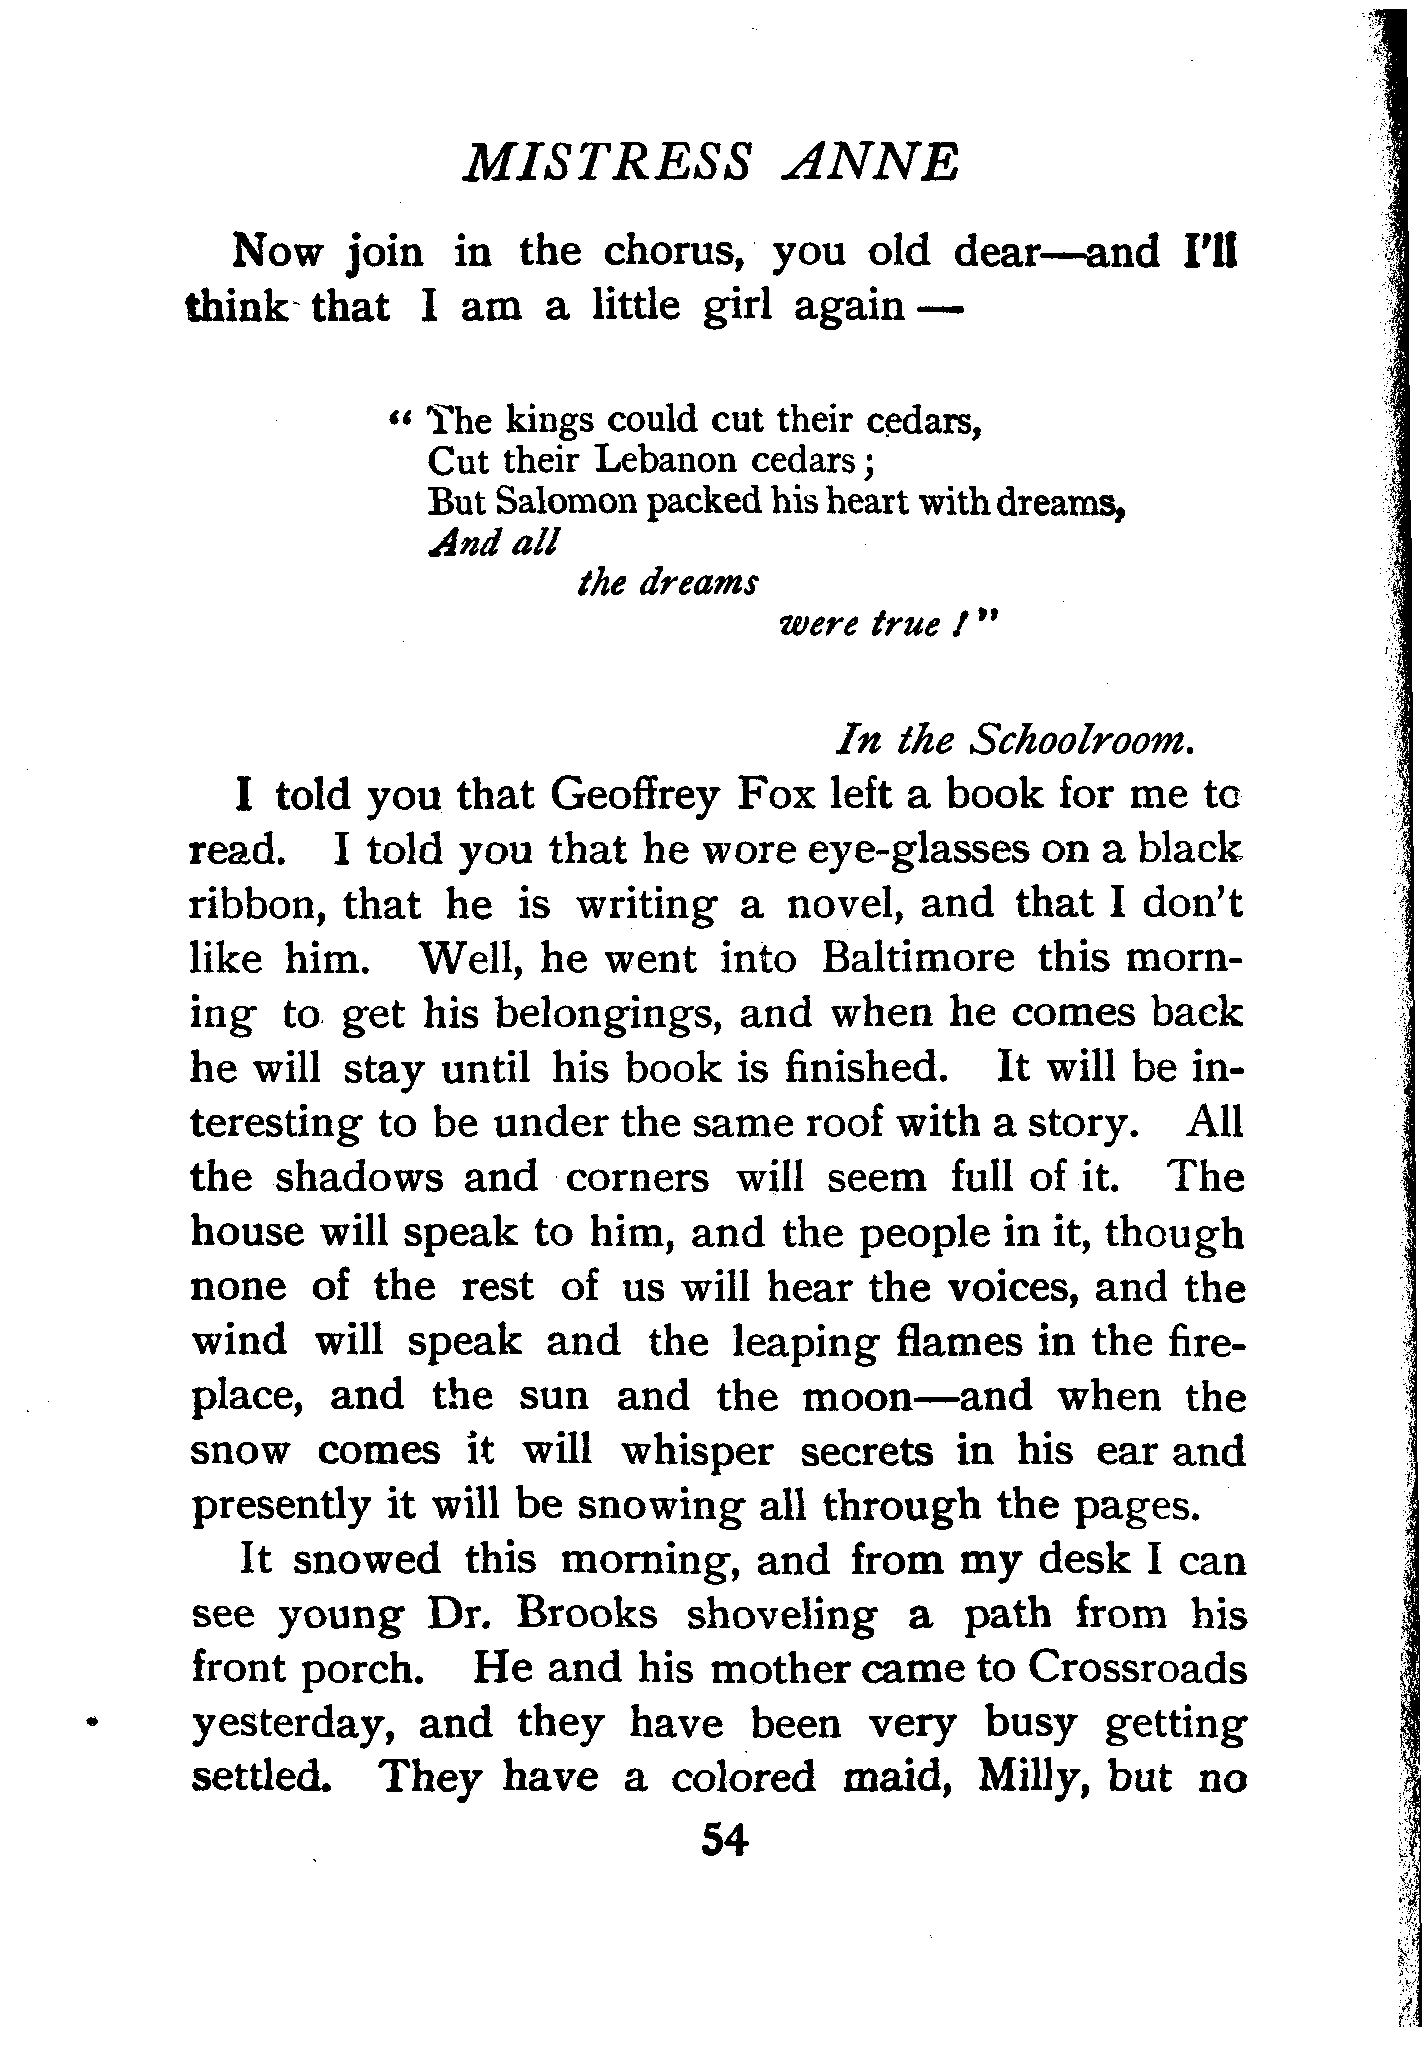 MISTRESS ANNE
Now join in the chorus, you old dear—and I'll
think that I am a little girl again—
“ The kings could cut their cedars,
Cut their Lebanon cedars ;
But Salomon packed his heart with dreams,
And all
the dreams
were true ! ”
In the Schoolroom.
I told you that Geoffrey Fox left a book for me to
read. I told you that he wore eye-glasses on a black
ribbon, that he is writing a novel, and that I don't
like him. Well, he went into Baltimore this morn-
ing to get his belongings, and when he comes back
he will stay until his book is finished. It will be in-
teresting to be under the same roof with a story. All
the shadows and corners will seem full of it. The
house will speak to him, and the people in it, though
none of the rest of us will hear the voices, and the
wind will speak and the leaping flames in the fire-
place, and the sun and the moon—and when the
snow comes it will whisper secrets in his ear and
presently it will be snowing all through the pages.
It snowed this morning, and from my desk I can
see young Dr. Brooks shoveling a path from his
front porch. He and his mother came to Crossroads
yesterday, and they have been very busy getting
settled. They have a colored maid, Milly, but no
54